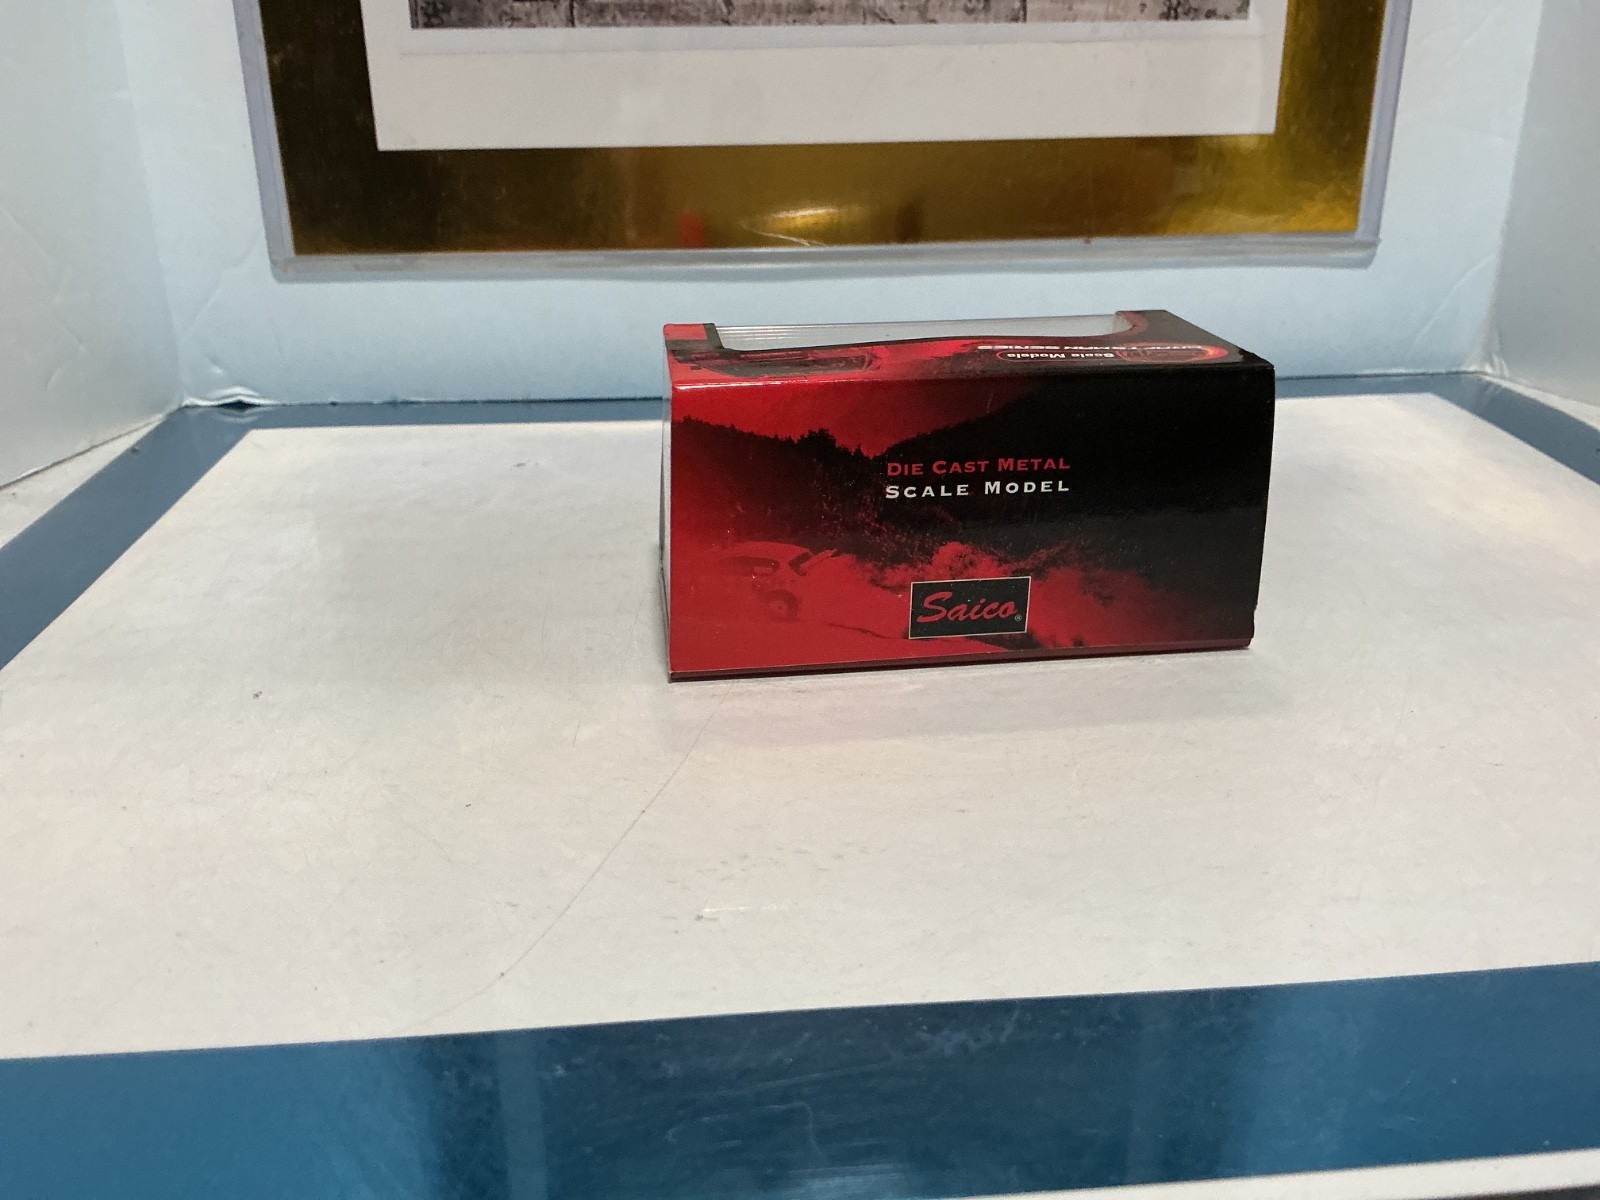 Scale Models
DIE CAST METAL
SCALE MODEL
Saico®